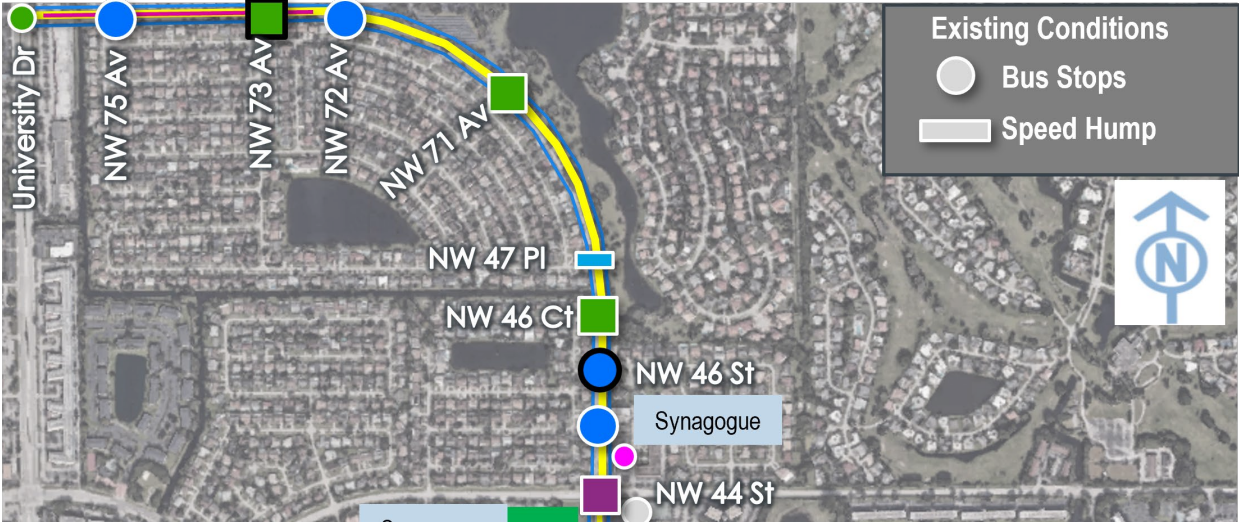 Existing Conditions
Bus Stops
Speed Hump
University Dr
NW 75 Av
NW 73 Av
NW 72 Av
NW 71 Av
N
NW 47 Pl
NW 46 Ct
NW 46 St
Synagogue
NW 44 St